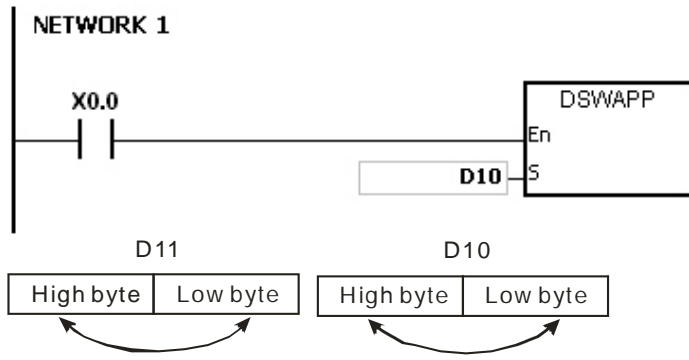 NETWORK 1
X0.0
DSWAPP
En
D10 S
D11 D10
High byte Low byte High byte Low byte